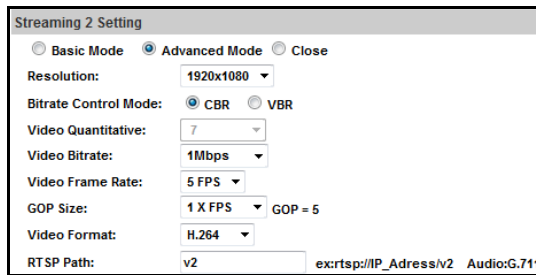 Streaming 2 Setting
Basic Mode Advanced Mode Close
Resolution: 1920x1080
Bitrate Control Mode: CBR VBR
Video Quantitative: 7
Video Bitrate: 1Mbps
Video Frame Rate: 5 FPS
GOP Size: 1 X FPS GOP = 5
Video Format: H.264
RTSP Path: v2 ex:rtsp://IP_Adress/v2 Audio:G.71